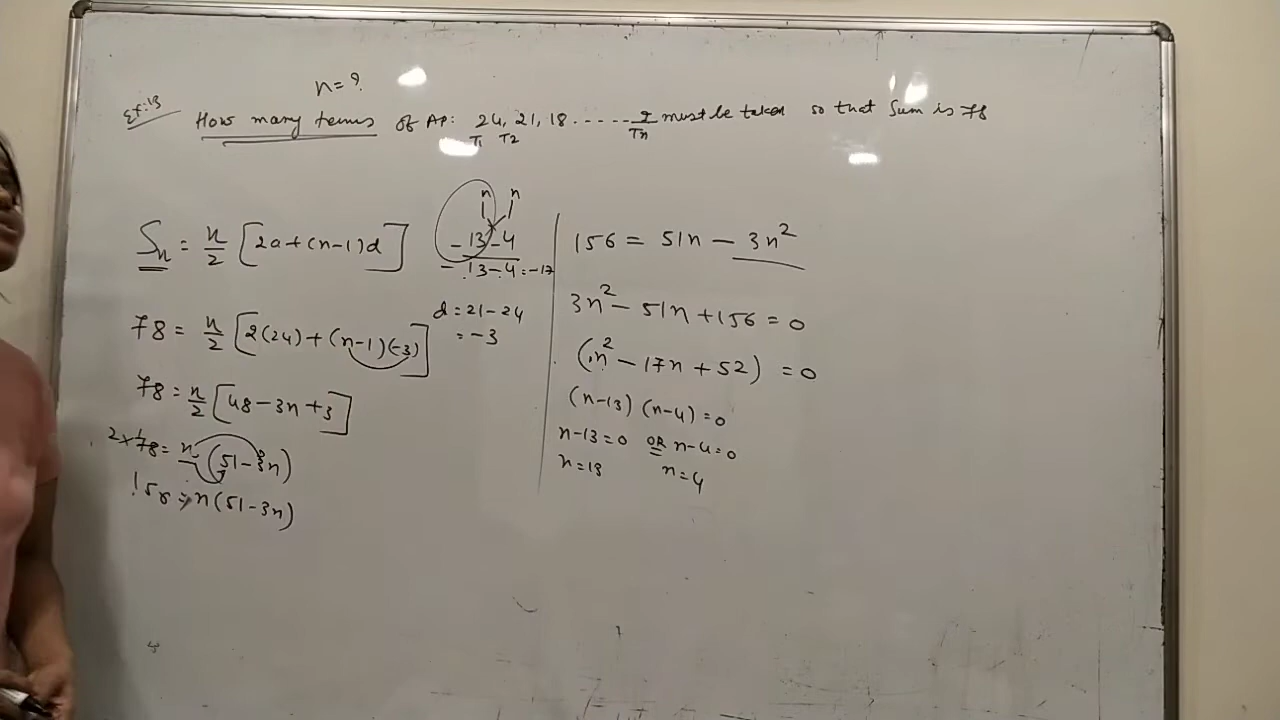 n = ?
Ex:13
How many terms of AP: 24, 21, 18 ..... ? must be taken so that Sum is 78
T1 T2 Tn
Sn = n/2 [2a + (n-1)d]
78 = n/2 [2(24) + (n-1)(-3)]
78 = n/2 [48 - 3n + 3]
2 x 78 = n (51 - 3n)
n (51 - 3n)
n n
-13 -4
-13 -4 = -17
d = 21 - 24
= -3
156 = 51n - 3n²
3n² - 51n + 156 = 0
(n² - 17n + 52) = 0
(n-13) (n-4) = 0
n-13 = 0 OR n-4 = 0
n = 13 n = 4